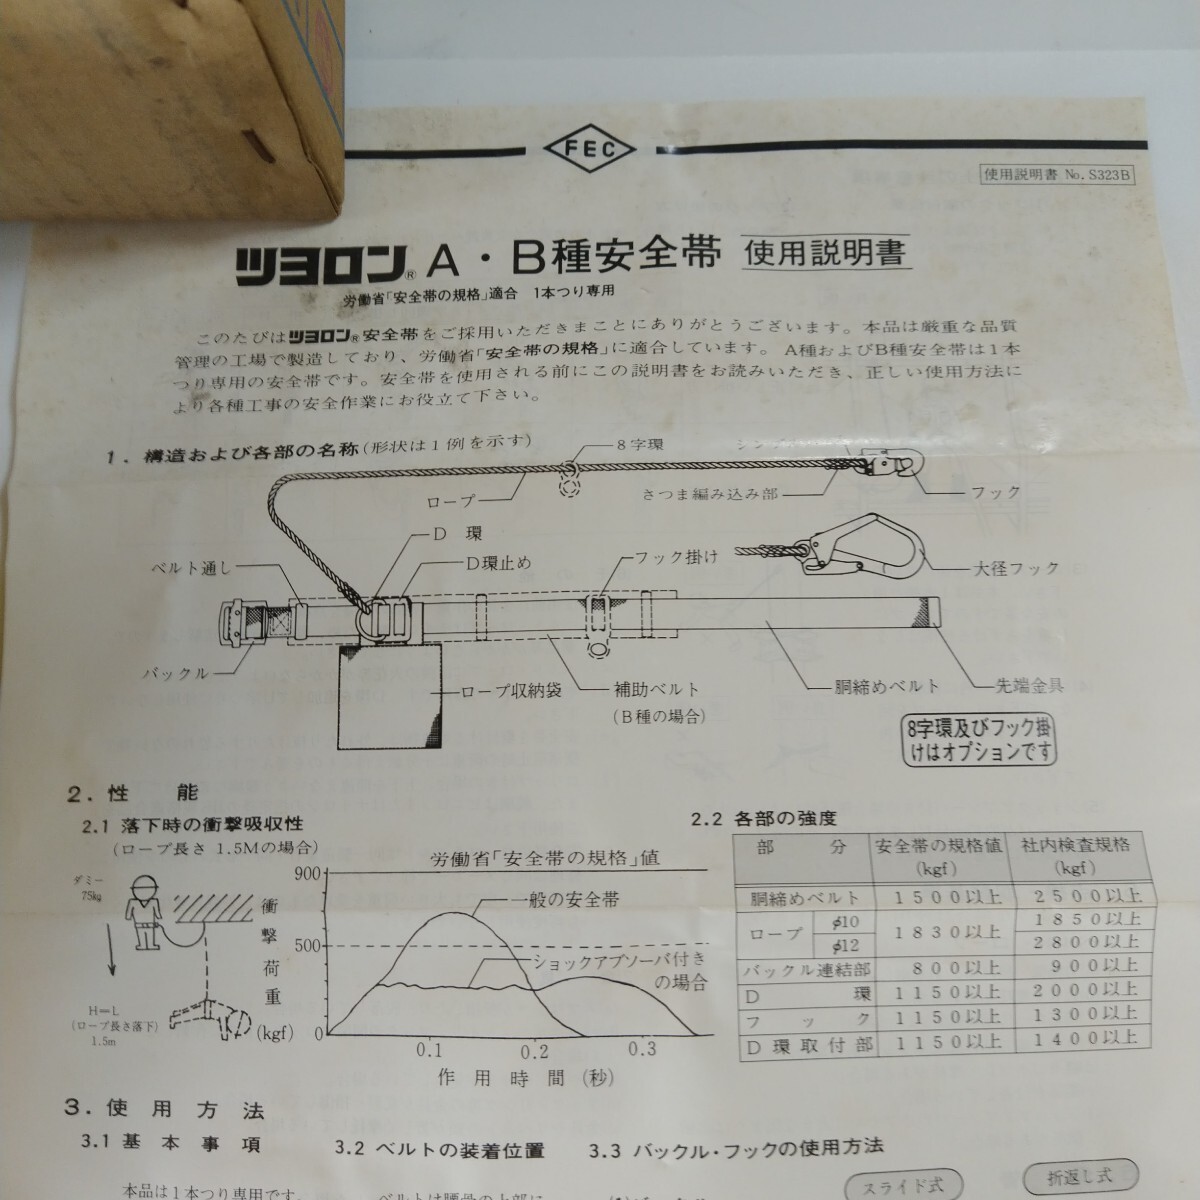 FEC
使用説明書 No.S323B
ツヨロン® A・B種安全帯 使用説明書
労働省「安全帯の規格」適合 1本つり専用
このたびはツヨロン®安全帯をご採用いただきまことにありがとうございます。本品は厳重な品質
管理の工場で製造しており、労働省「安全帯の規格」に適合しています。A種およびB種安全帯は1本
つり専用の安全帯です。安全帯を使用される前にこの説明書をお読みいただき、正しい使用方法に
より各種工事の安全作業にお役立て下さい。
1. 構造および各部の名称(形状は1例を示す)
8字環
ロープ
さつま編み込み部
フック
D 環
D環止め
フック掛け
大径フック
ベルト通し
バックル
ロープ収納袋
補助ベルト
(B種の場合)
胴締めベルト
先端金具
8字環及びフック掛
けはオプションです
2. 性 能
2.1 落下時の衝撃吸収性
(ロープ長さ 1.5Mの場合)
ダミー
75kg
H=L
(ロープ長さ落下)
1.5m
衝撃荷重
(kgf)
労働省「安全帯の規格」値
900
500
0
一般の安全帯
ショックアブソーバ付き
の場合
0.1 0.2 0.3
作用時間(秒)
2.2 各部の強度
部 分 安全帯の規格値(kgf) 社内検査規格(kgf)
胴締めベルト 1500以上 2500以上
ロープ φ10 1830以上 1850以上
φ12 2800以上
バックル連結部 800以上 900以上
D 環 1150以上 2000以上
フック 1150以上 1300以上
D環取付部 1150以上 1400以上
3. 使用方法
3.1 基本事項
3.2 ベルトの装着位置
3.3 バックル・フックの使用方法
本品は1本つり専用です。
ベルトは腰骨の上部に
スライド式
折返し式